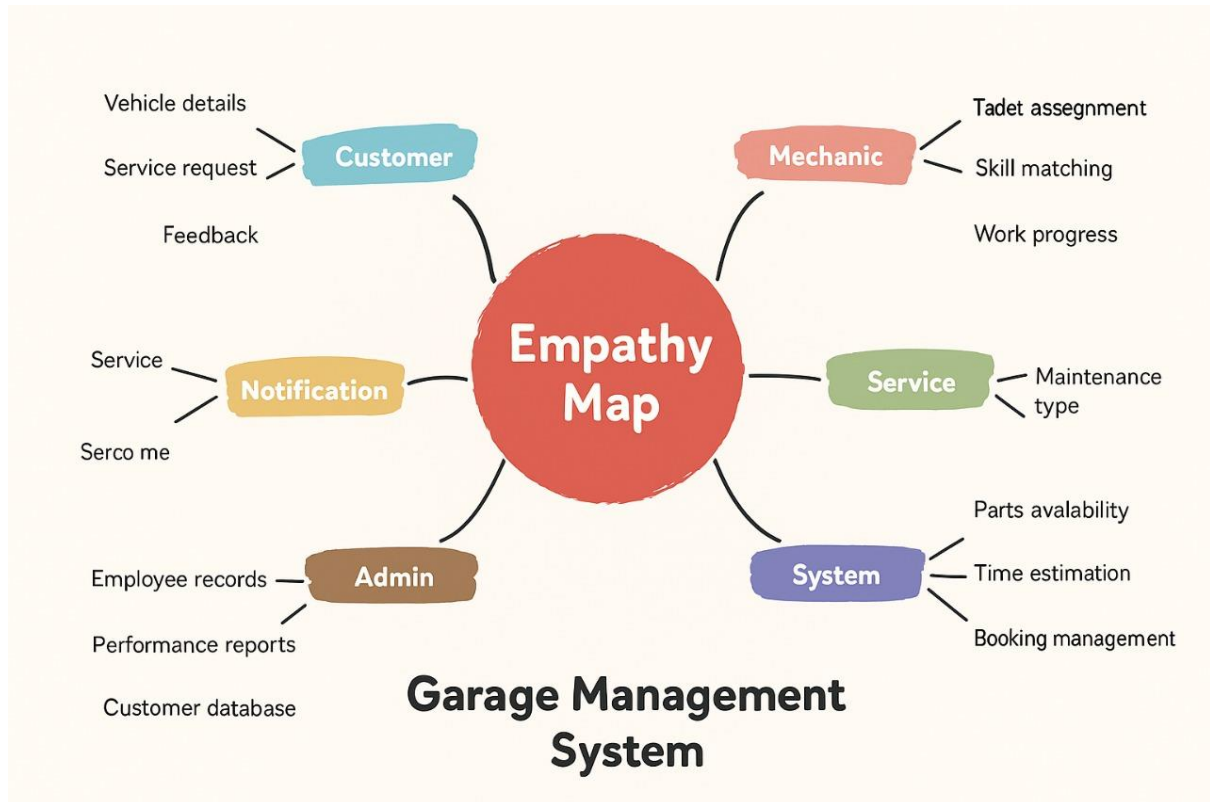 Vehicle details
Service request
Feedback
Customer
Mechanic
Tadet assegnment
Skill matching
Work progress
Empathy
Map
Service
Serco me
Notification
Service
Maintenance
type
Employee records
Performance reports
Customer database
Admin
System
Parts avalability
Time estimation
Booking management
Garage Management
System